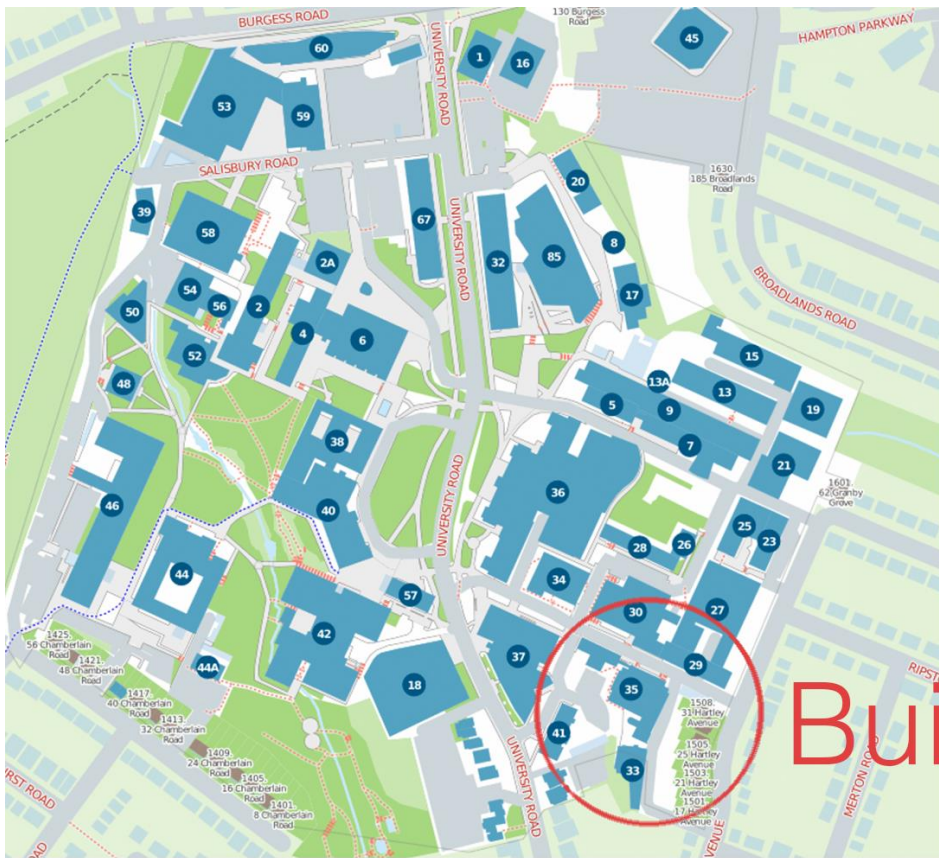 BURGESS ROAD
UNIVERSITY ROAD
130 Burgess
Road
HAMPTON PARKWAY
60
1
16
45
53
59
SALISBURY ROAD
1630.
185 Broadlands
Road
20
39
67
UNIVERSITY ROAD
58
8
2A
32
85
54
56
2
17
BROADLANDS ROAD
50
4
6
52
15
48
13A
13
5
9
19
38
7
21
UNIVERSITY ROAD
36
1601.
62 Granby
Grove
46
40
25
23
28
26
44
34
57
30
27
42
1425.
56 Chamberlain
Road
1421.
48 Chamberlain
Road
44A
37
29
RIPST
18
35
1417.
40 Chamberlain
Road
1413.
32 Chamberlain
Road
1508.
31 Hartley
Avenue
Bui
41
1409.
24 Chamberlain
Road
1505.
25 Hartley
Avenue
33
1405.
16 Chamberlain
Road
1503
21 Hartley
Avenue
1401.
8 Chamberlain
Road
1501
17 Hartley
Avenue
URST ROAD
UNIVERSITY ROAD
MERTON ROAD
OAD
VENUE